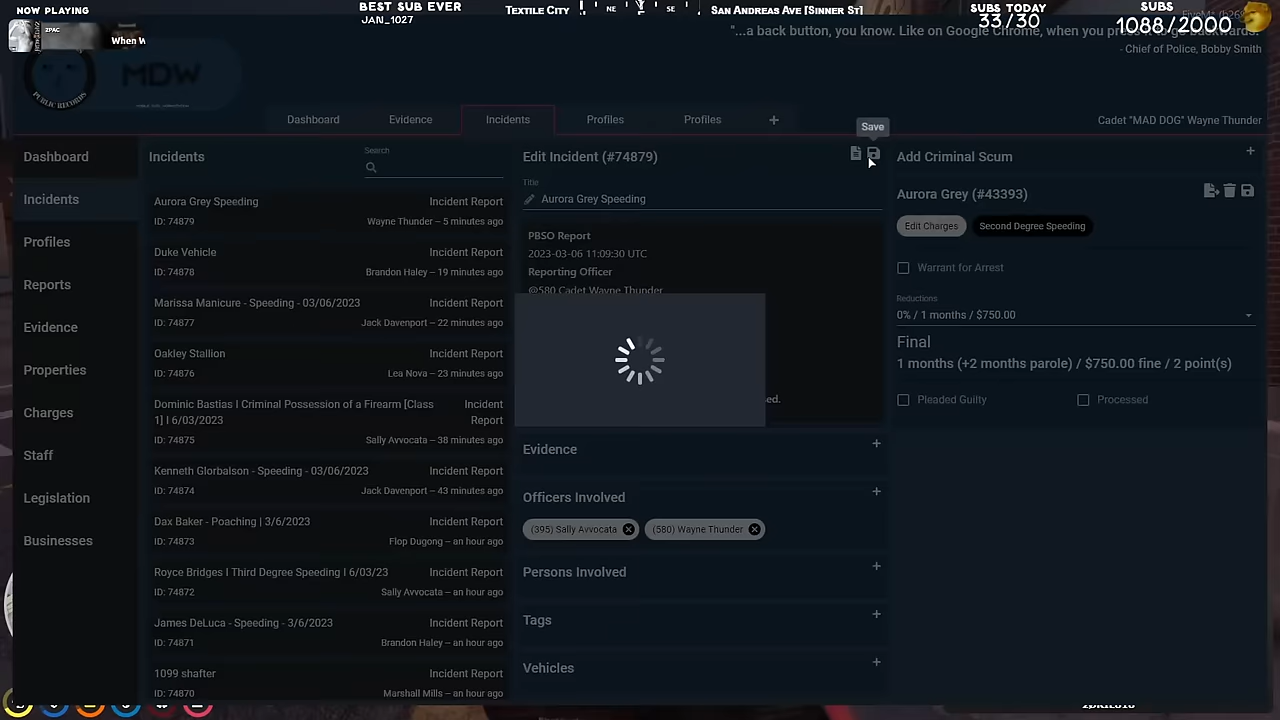 NOW PLAYING
2PAC
When W
BEST SUB EVER
JAN_1027
TEXTILE CITY
NE
SE
SAN ANDREAS AVE [SINNER ST]
SUBS TODAY
33/30
SUBS
1088/2000
"...a back button, you know. Like on Google Chrome, when you press it to go backwards."
- Chief of Police, Bobby Smith
PUBLIC RECORDS
MDW
Dashboard
Evidence
Incidents
Profiles
Profiles
Cadet "MAD DOG" Wayne Thunder
Dashboard
Incidents
Profiles
Reports
Evidence
Properties
Charges
Staff
Legislation
Businesses
Incidents
Search
Aurora Grey Speeding Incident Report
ID: 74879 Wayne Thunder – 5 minutes ago
Duke Vehicle Incident Report
ID: 74878 Brandon Haley – 19 minutes ago
Marissa Manicure - Speeding - 03/06/2023 Incident Report
ID: 74877 Jack Davenport – 22 minutes ago
Oakley Stallion Incident Report
ID: 74876 Lea Nova – 23 minutes ago
Dominic Bastias I Criminal Possession of a Firearm [Class Incident
1] I 6/03/2023 Report
ID: 74875 Sally Avvocata – 38 minutes ago
Kenneth Glorbalson - Speeding - 03/06/2023 Incident Report
ID: 74874 Jack Davenport – 43 minutes ago
Dax Baker - Poaching | 3/6/2023 Incident Report
ID: 74873 Flop Dugong – an hour ago
Royce Bridges I Third Degree Speeding I 6/03/23 Incident Report
ID: 74872 Sally Avvocata – an hour ago
James DeLuca - Speeding - 3/6/2023 Incident Report
ID: 74871 Brandon Haley – an hour ago
1099 shafter Incident Report
ID: 74870 Marshall Mills – an hour ago
Save
Edit Incident (#74879)
Title
Aurora Grey Speeding
PBSO Report
2023-03-06 11:09:30 UTC
Reporting Officer
@580 Cadet Wayne Thunder
ed.
Evidence
Officers Involved
(395) Sally Avvocata
(580) Wayne Thunder
Persons Involved
Tags
Vehicles
Add Criminal Scum
Aurora Grey (#43393)
Edit Charges
Second Degree Speeding
Warrant for Arrest
Reductions
0% / 1 months / $750.00
Final
1 months (+2 months parole) / $750.00 fine / 2 point(s)
Pleaded Guilty
Processed